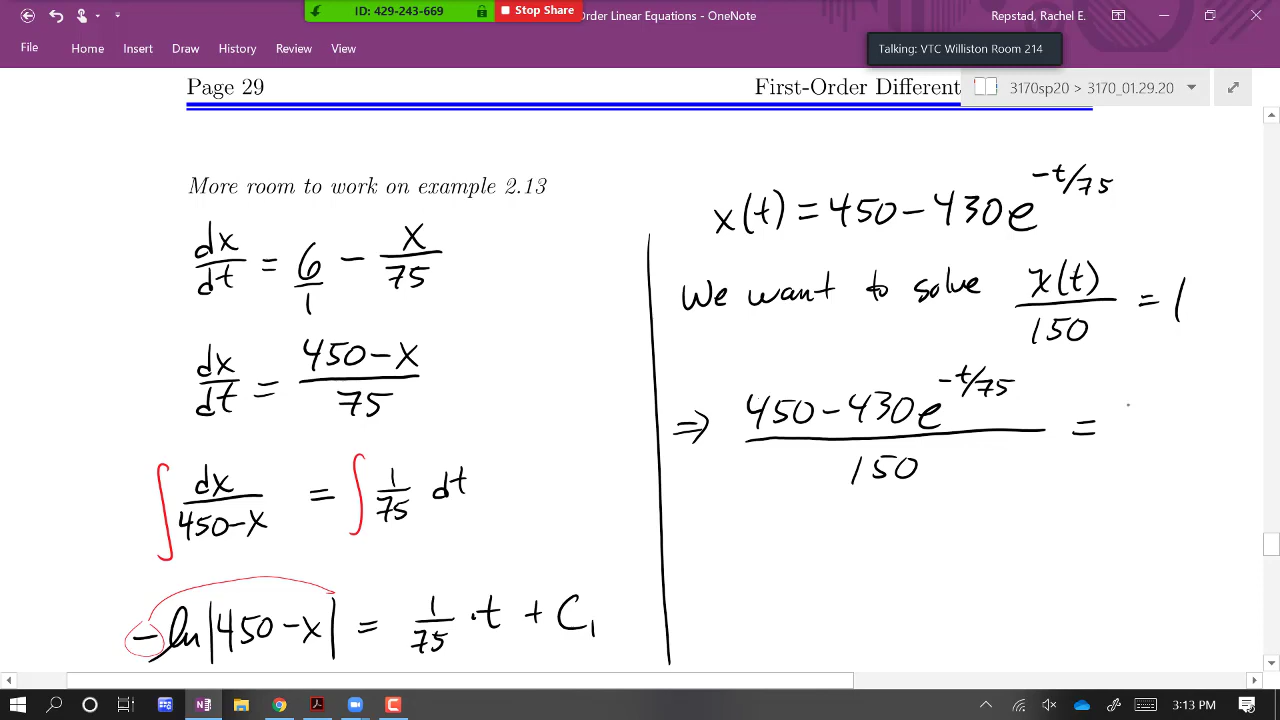 ID: 429-243-669
Stop Share
Order Linear Equations - OneNote
Repstad, Rachel E.
File
Home
Insert
Draw
History
Review
View
Talking: VTC Williston Room 214
Page 29
First-Order Different
3170sp20 > 3170_01.29.20
More room to work on example 2.13
dx/dt = 6/1 - x/75
dx/dt = (450-x)/75
∫ dx/(450-x) = ∫ 1/75 dt
-ln|450-x| = 1/75 · t + C₁
x(t) = 450 - 430e^(-t/75)
We want to solve x(t)/150 = 1
⇒ (450 - 430e^(-t/75))/150 =
3:13 PM